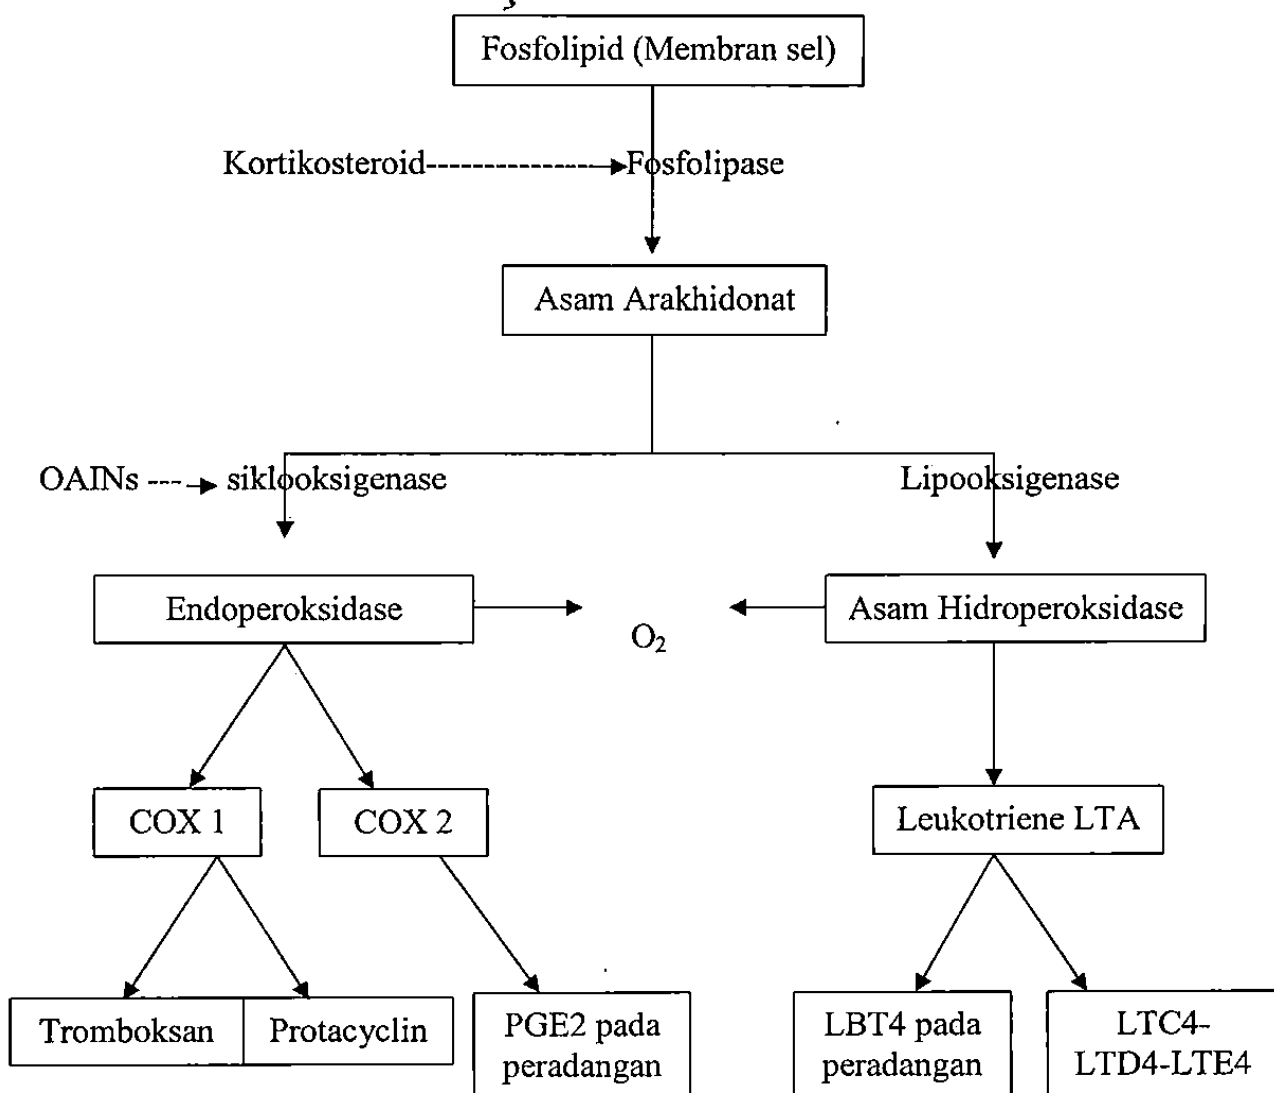 Fosfolipid (Membran sel)
Kortikosteroid
Fosfolipase
Asam Arakhidonat
OAINs
siklooksigenase
Lipooksigenase
Endoperoksidase
O₂
Asam Hidroperoksidase
COX 1
COX 2
Leukotriene LTA
Tromboksan
Protacyclin
PGE2 pada
peradangan
LBT4 pada
peradangan
LTC4-
LTD4-LTE4